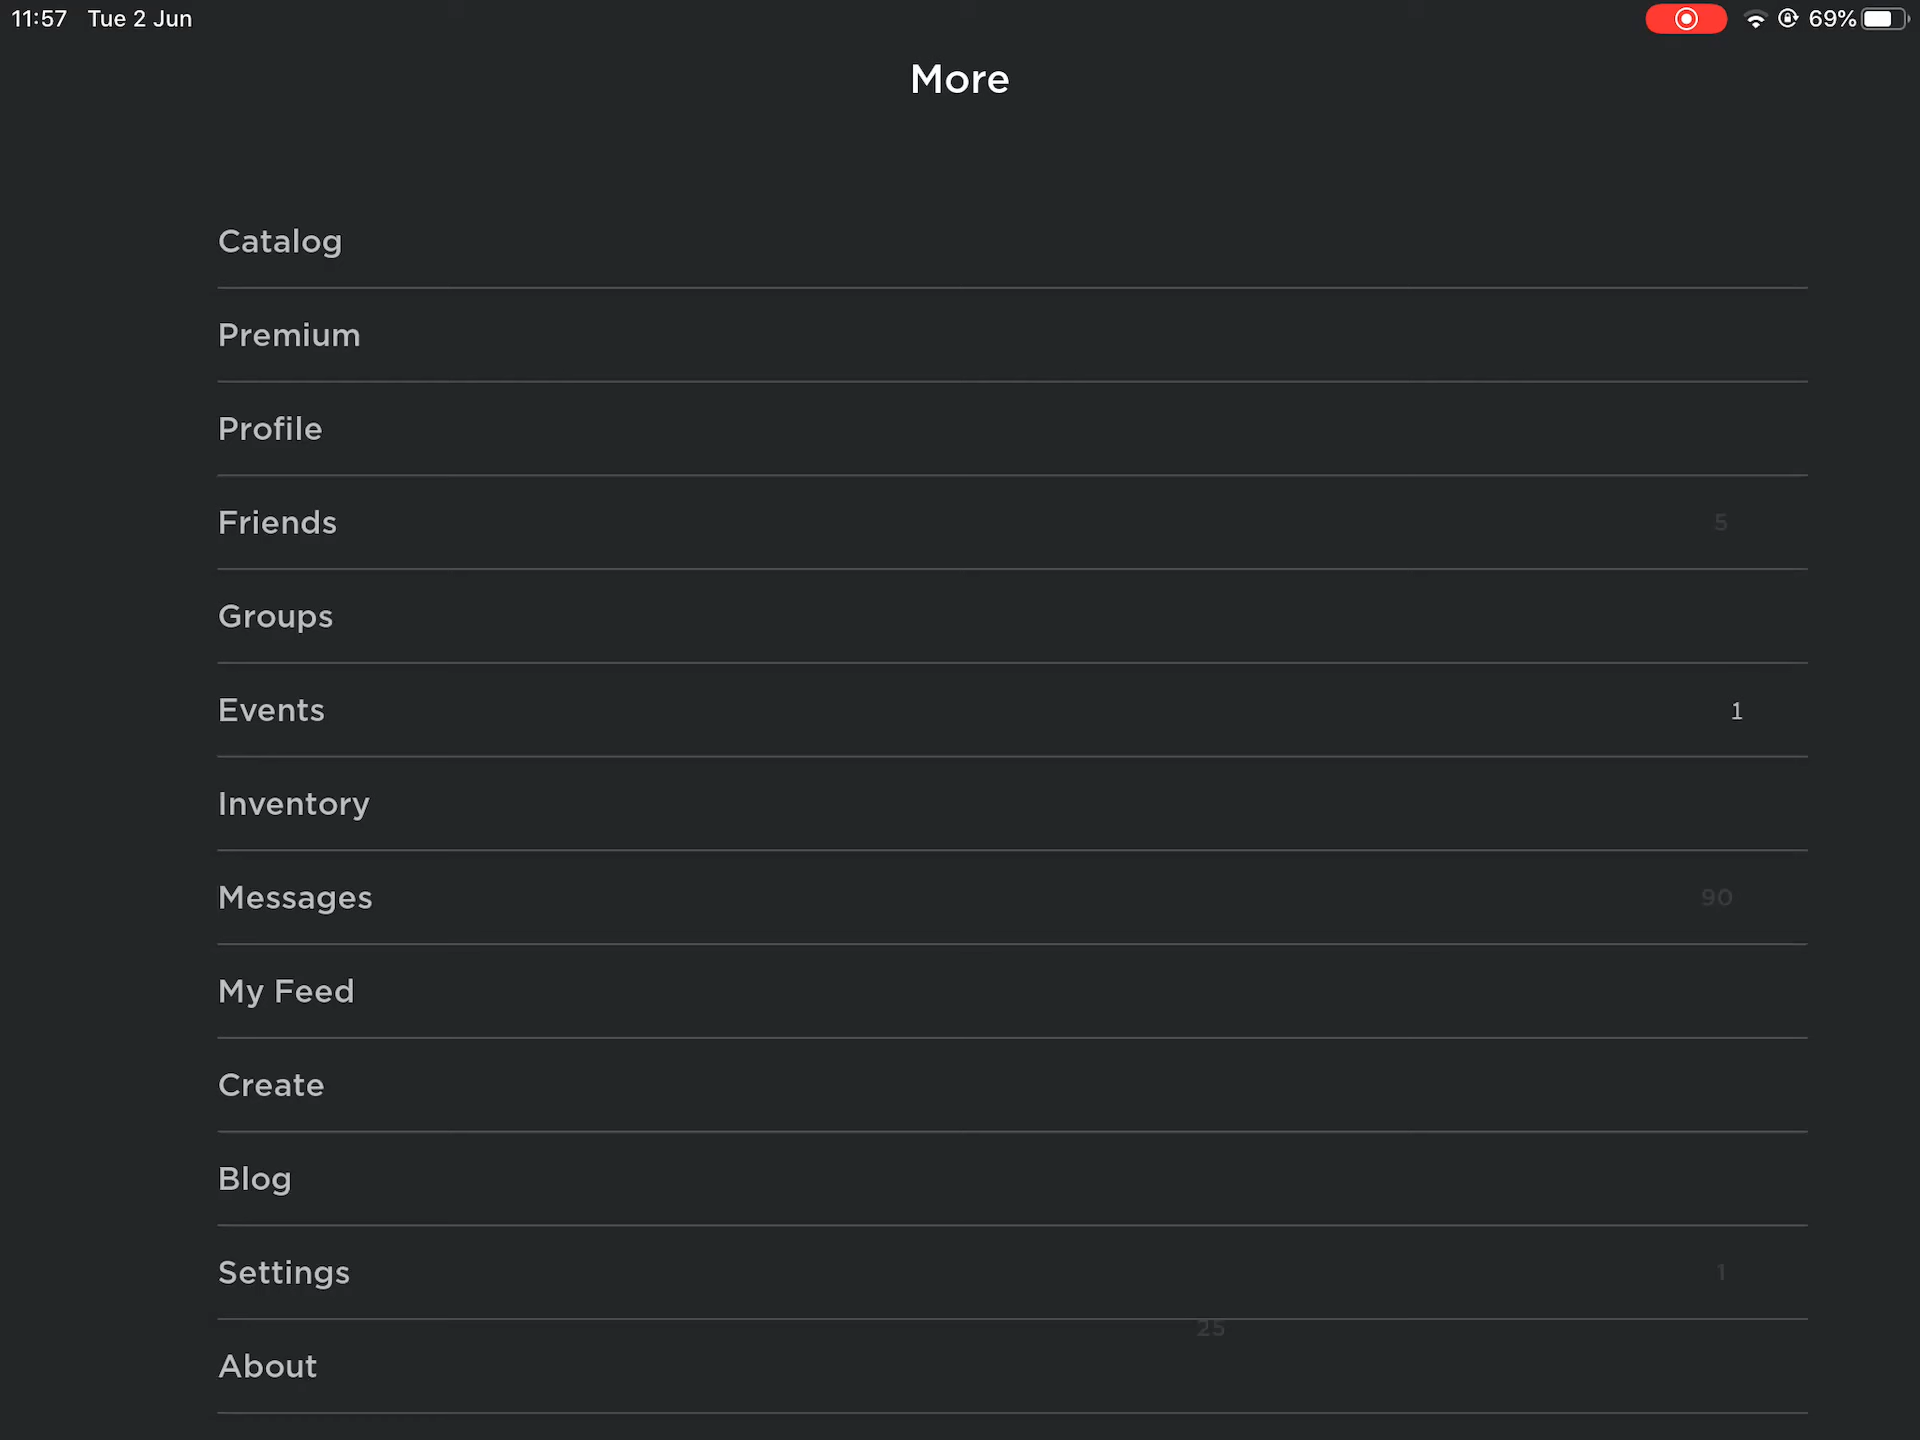 11:57 Tue 2 Jun 69%
More
Catalog
Premium
Profile
Friends 5
Groups
Events 1
Inventory
Messages 90
My Feed
Create
Blog
Settings 1
25
About